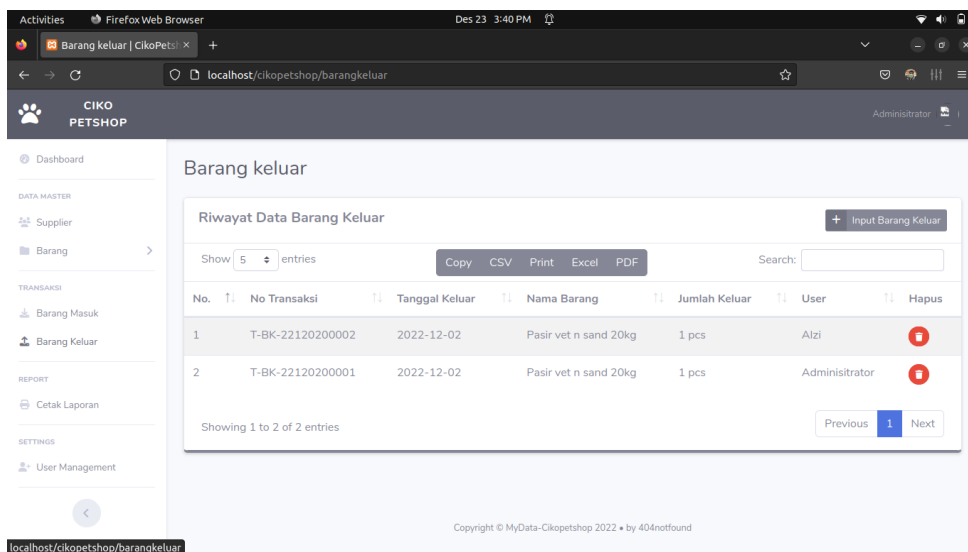 Activities Firefox Web Browser Des 23 3:40 PM
Barang keluar | CikoPetsh × +
localhost/cikopetshop/barangkeluar
CIKO
PETSHOP
Adminisitrator
Dashboard
DATA MASTER
Supplier
Barang
TRANSAKSI
Barang Masuk
Barang Keluar
REPORT
Cetak Laporan
SETTINGS
User Management
Barang keluar
Riwayat Data Barang Keluar
+ Input Barang Keluar
Show 5 entries
Copy CSV Print Excel PDF
Search:
No. No Transaksi Tanggal Keluar Nama Barang Jumlah Keluar User Hapus
1 T-BK-22120200002 2022-12-02 Pasir vet n sand 20kg 1 pcs Alzi
2 T-BK-22120200001 2022-12-02 Pasir vet n sand 20kg 1 pcs Adminisitrator
Showing 1 to 2 of 2 entries
Previous 1 Next
Copyright © MyData-Cikopetshop 2022 • by 404notfound
localhost/cikopetshop/barangkeluar